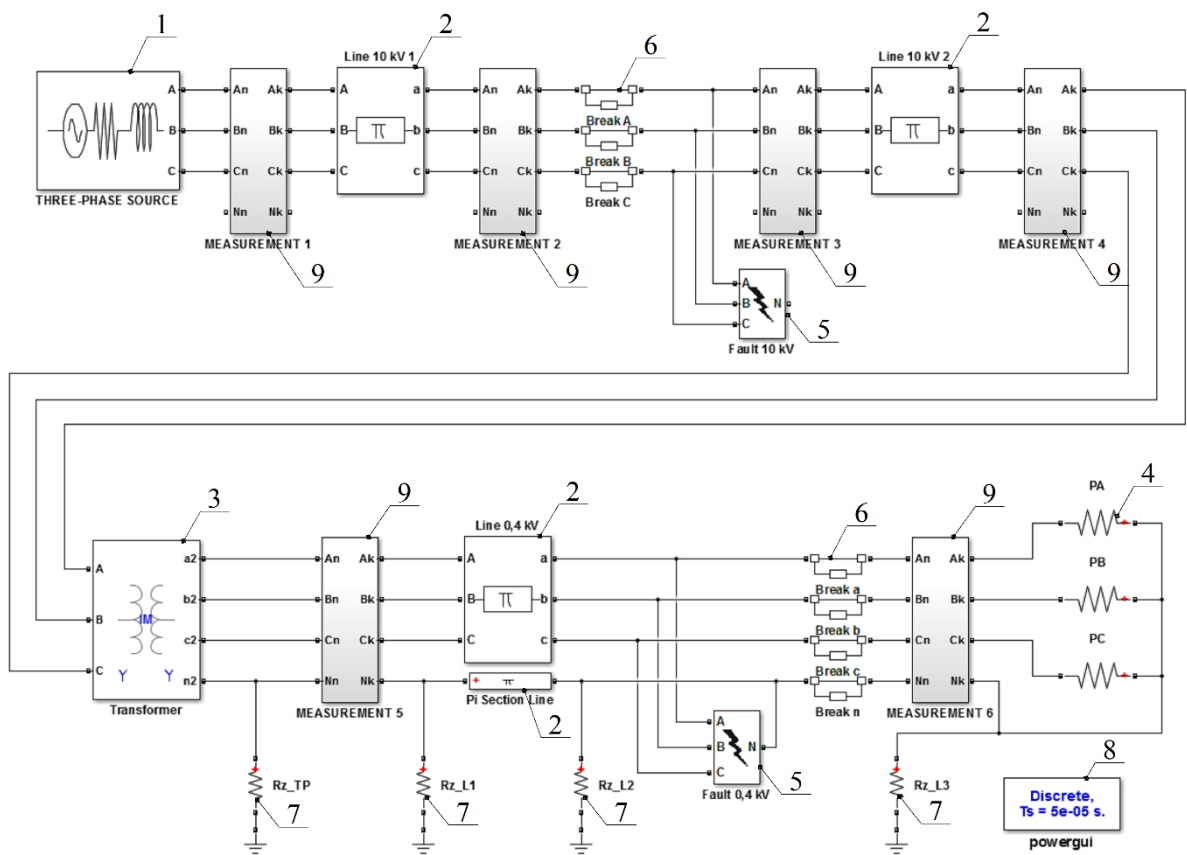 1
2
2
6
Line 10 kV 1
Line 10 kV 2
A An Ak A a An Ak An Ak A a An Ak
Break A
B Bn Bk B π b Bn Bk Bn Bk B π b Bn Bk
Break B
C Cn Ck C c Cn Ck Cn Ck C c Cn Ck
Break C
THREE-PHASE SOURCE
Nn Nk Nn Nk Nn Nk Nn Nk
MEASUREMENT 1
MEASUREMENT 2
MEASUREMENT 3
MEASUREMENT 4
9
9
9
9
A
B N
C
5
Fault 10 kV
3
9
2
6
9
4
Line 0,4 kV
PA
A a2 An Ak A a An Ak
Break a
PB
B IM b2 Bn Bk B π b Bn Bk
Break b
PC
c2 Cn Ck C c Cn Ck
Break c
C Y Y n2 Nn Nk π Nn Nk
Transformer
MEASUREMENT 5
Pi Section Line
Break n
MEASUREMENT 6
2
A
B N
C
5
Fault 0,4 kV
Rz_TP
Rz_L1
Rz_L2
Rz_L3
7
7
7
7
8
Discrete,
Ts = 5e-05 s.
powergui